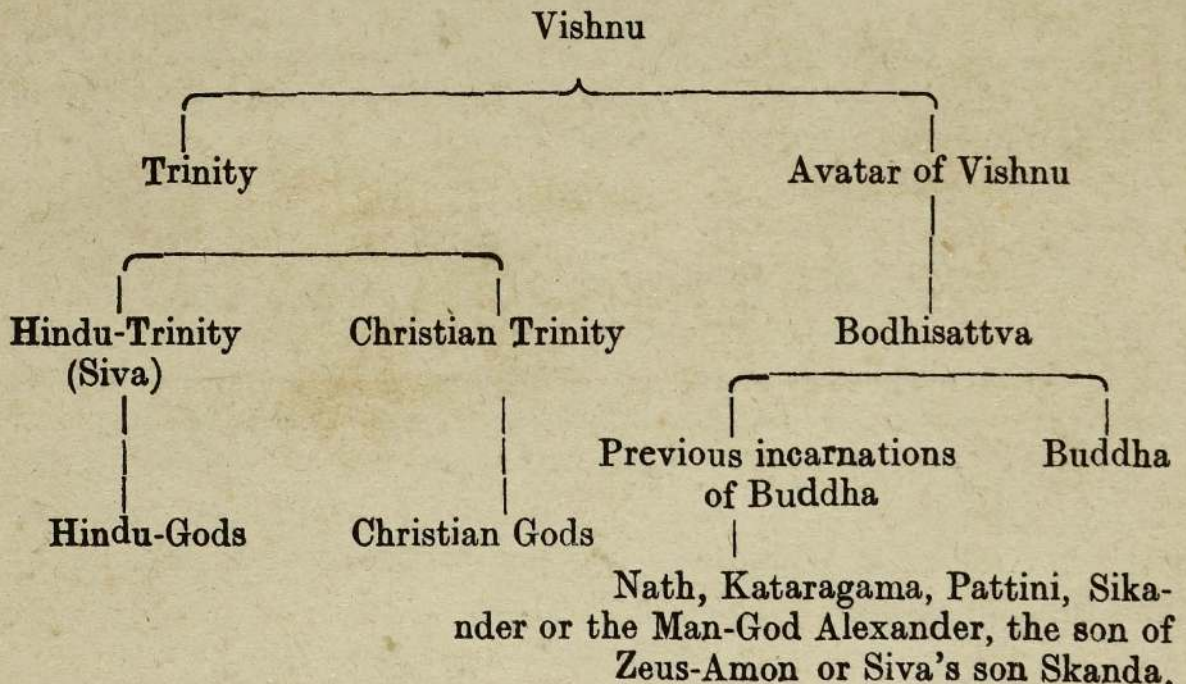 Vishnu
Trinity
Avatar of Vishnu
Hindu-Trinity
(Siva)
Christian Trinity
Bodhisattva
Previous incarnations
of Buddha
Buddha
Hindu-Gods
Christian Gods
Nath, Kataragama, Pattini, Sika-
nder or the Man-God Alexander, the son of
Zeus-Amon or Siva's son Skanda.